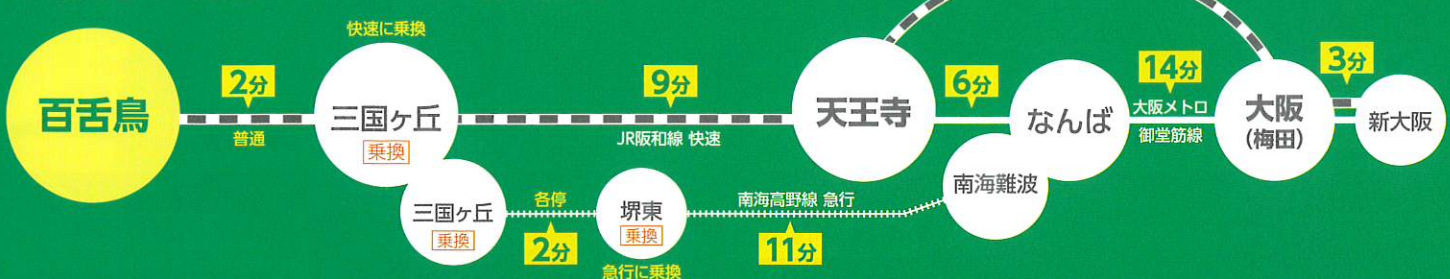 快速に乗換
百舌鳥
2分
普通
三国ヶ丘
乗換
9分
JR阪和線 快速
天王寺
6分
なんば
14分
大阪メトロ
御堂筋線
大阪
(梅田)
3分
新大阪
三国ヶ丘
乗換
各停
2分
堺東
乗換
急行に乗換
南海高野線 急行
11分
南海難波